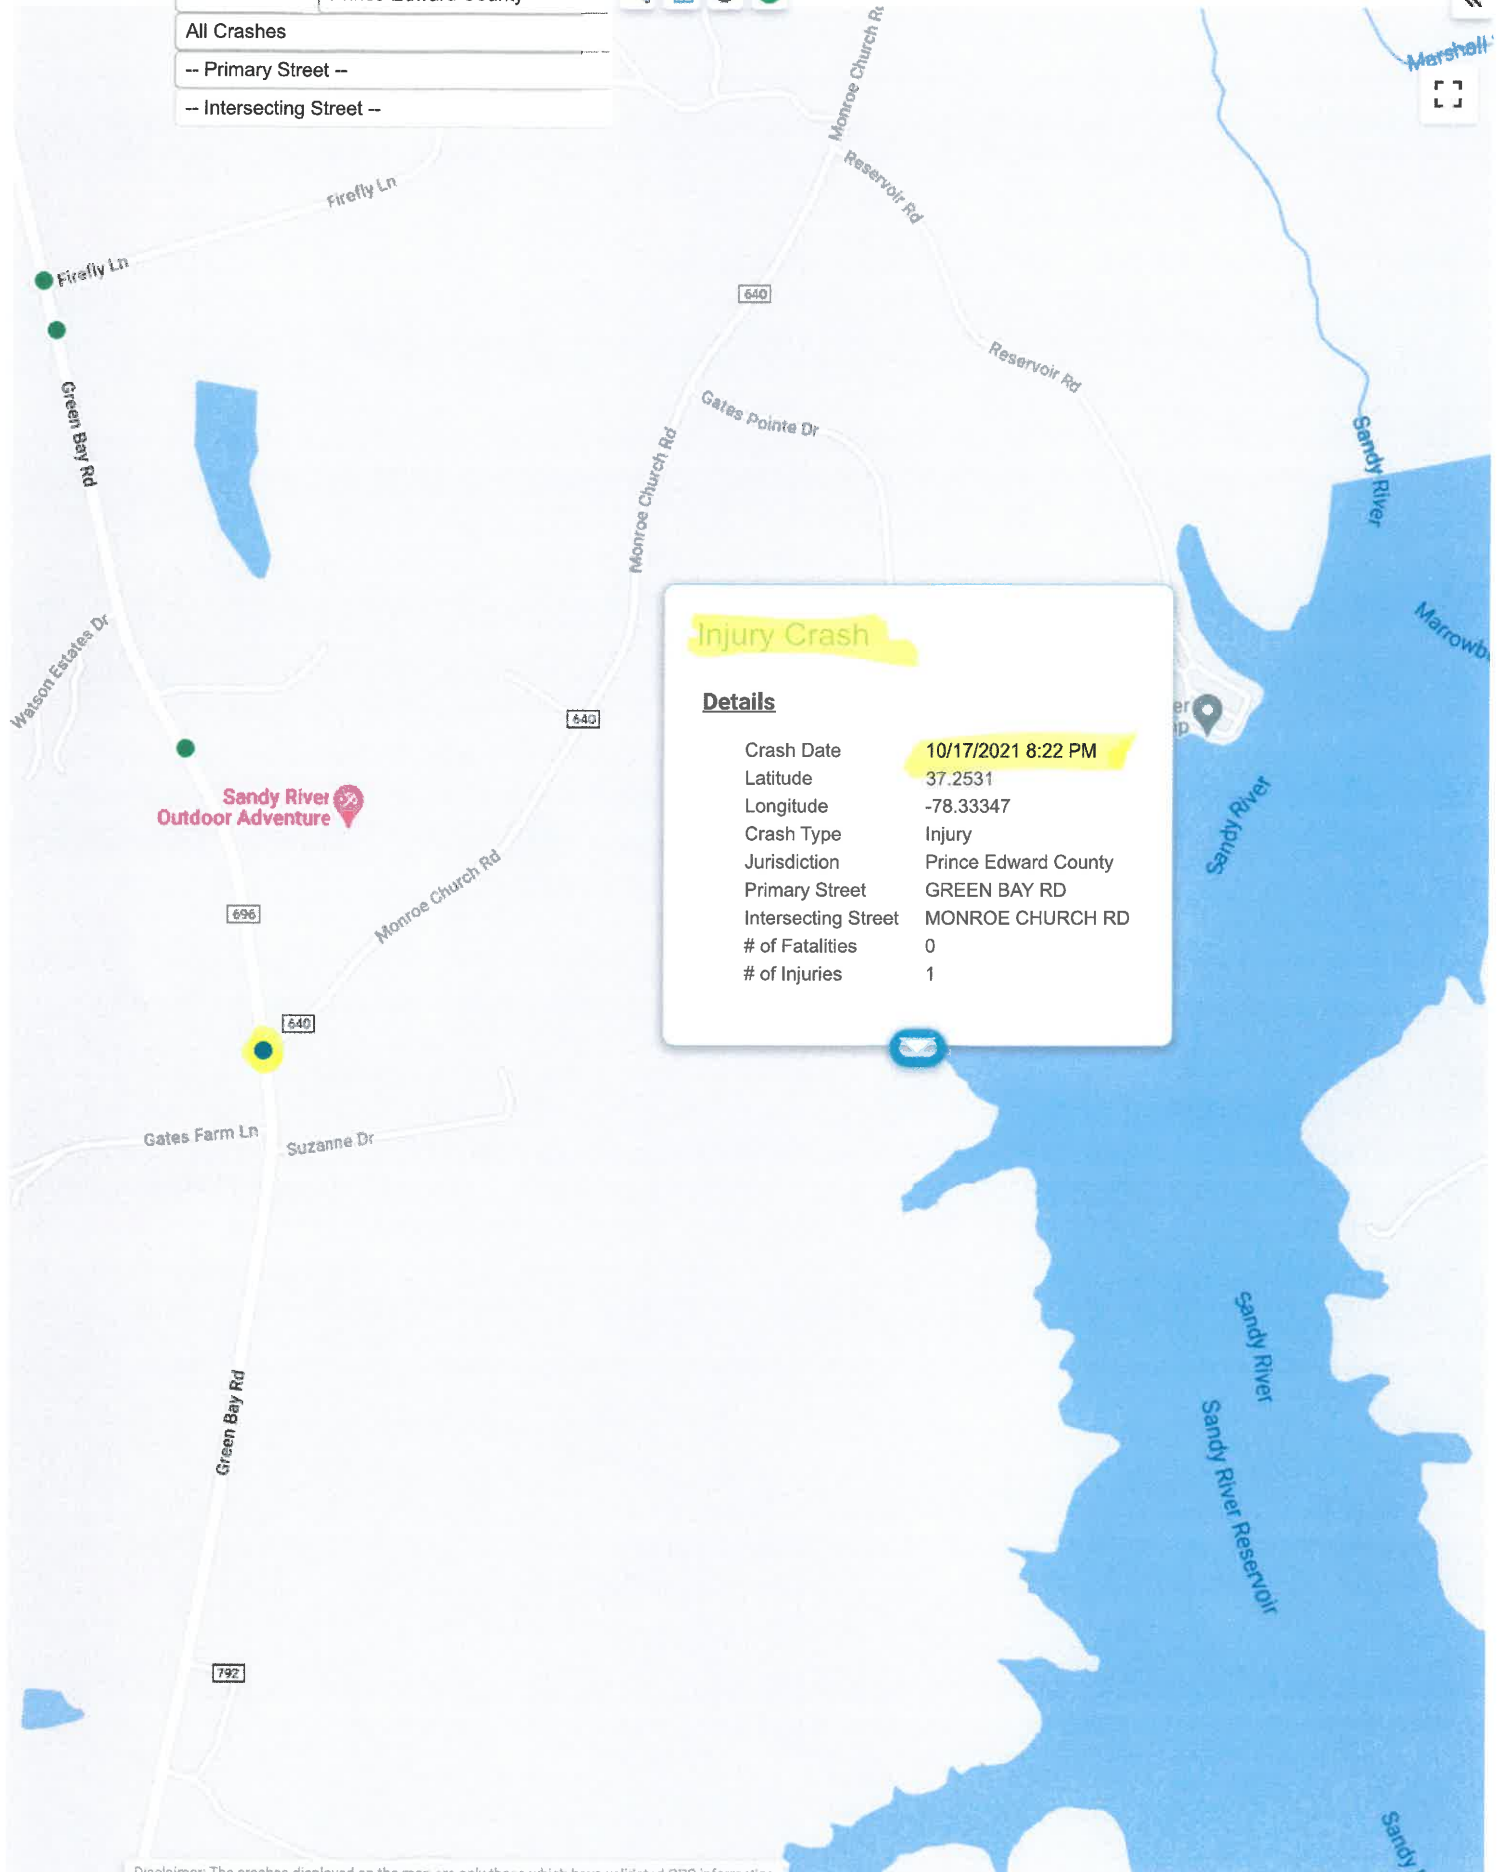 All Crashes
-- Primary Street --
-- Intersecting Street --
Monroe Church Rd
Marshall
Firefly Ln
Reservoir Rd
Firefly Ln
640
Reservoir Rd
Green Bay Rd
Gates Pointe Dr
Monroe Church Rd
Sandy River
Watson Estates Dr
640
Sandy River
Outdoor Adventure
Monroe Church Rd
696
640
Gates Farm Ln
Suzanne Dr
Green Bay Rd
792
Injury Crash
Details
Crash Date 10/17/2021 8:22 PM
Latitude 37.2531
Longitude -78.33347
Crash Type Injury
Jurisdiction Prince Edward County
Primary Street GREEN BAY RD
Intersecting Street MONROE CHURCH RD
# of Fatalities 0
# of Injuries 1
er
p
Marrowb
Sandy River
Sandy River
Sandy River Reservoir
Sandy